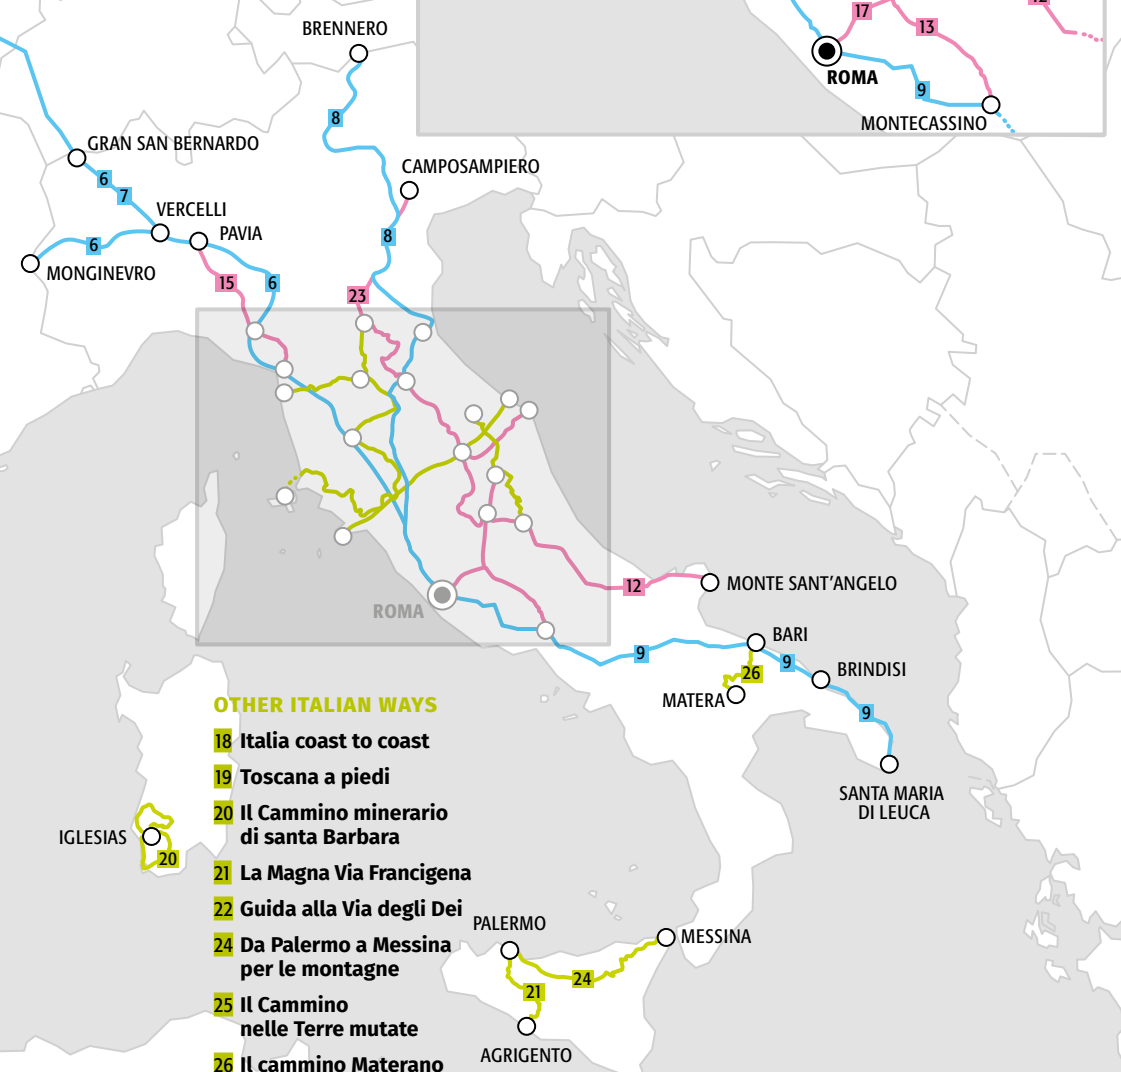 BRENNERO
17
12
13
ROMA
9
MONTECASSINO
8
GRAN SAN BERNARDO
CAMPOSAMPIERO
6
7
VERCELLI
PAVIA
8
6
MONGINEVRO
15
6
23
ROMA
12
MONTE SANT’ANGELO
BARI
9
9
BRINDISI
26
MATERA
9
SANTA MARIA
DI LEUCA
OTHER ITALIAN WAYS
18 Italia coast to coast
19 Toscana a piedi
20 Il Cammino minerario
di santa Barbara
IGLESIAS
20
21 La Magna Via Francigena
22 Guida alla Via degli Dei
24 Da Palermo a Messina
per le montagne
25 Il Cammino
nelle Terre mutate
26 Il cammino Materano
PALERMO
MESSINA
24
21
AGRIGENTO